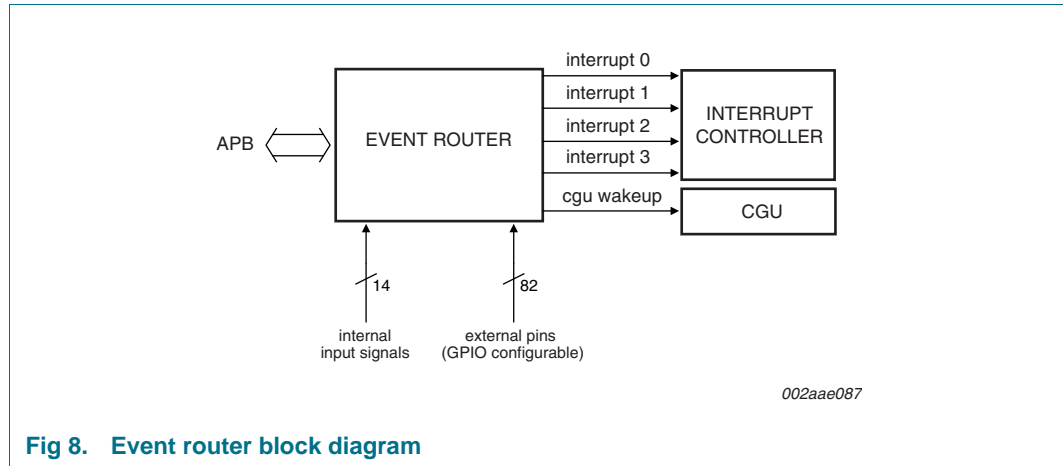 interrupt 0
interrupt 1
interrupt 2
interrupt 3
cgu wakeup
APB
EVENT ROUTER
INTERRUPT
CONTROLLER
CGU
14
82
internal
input signals
external pins
(GPIO configurable)
002aae087
Fig 8. Event router block diagram